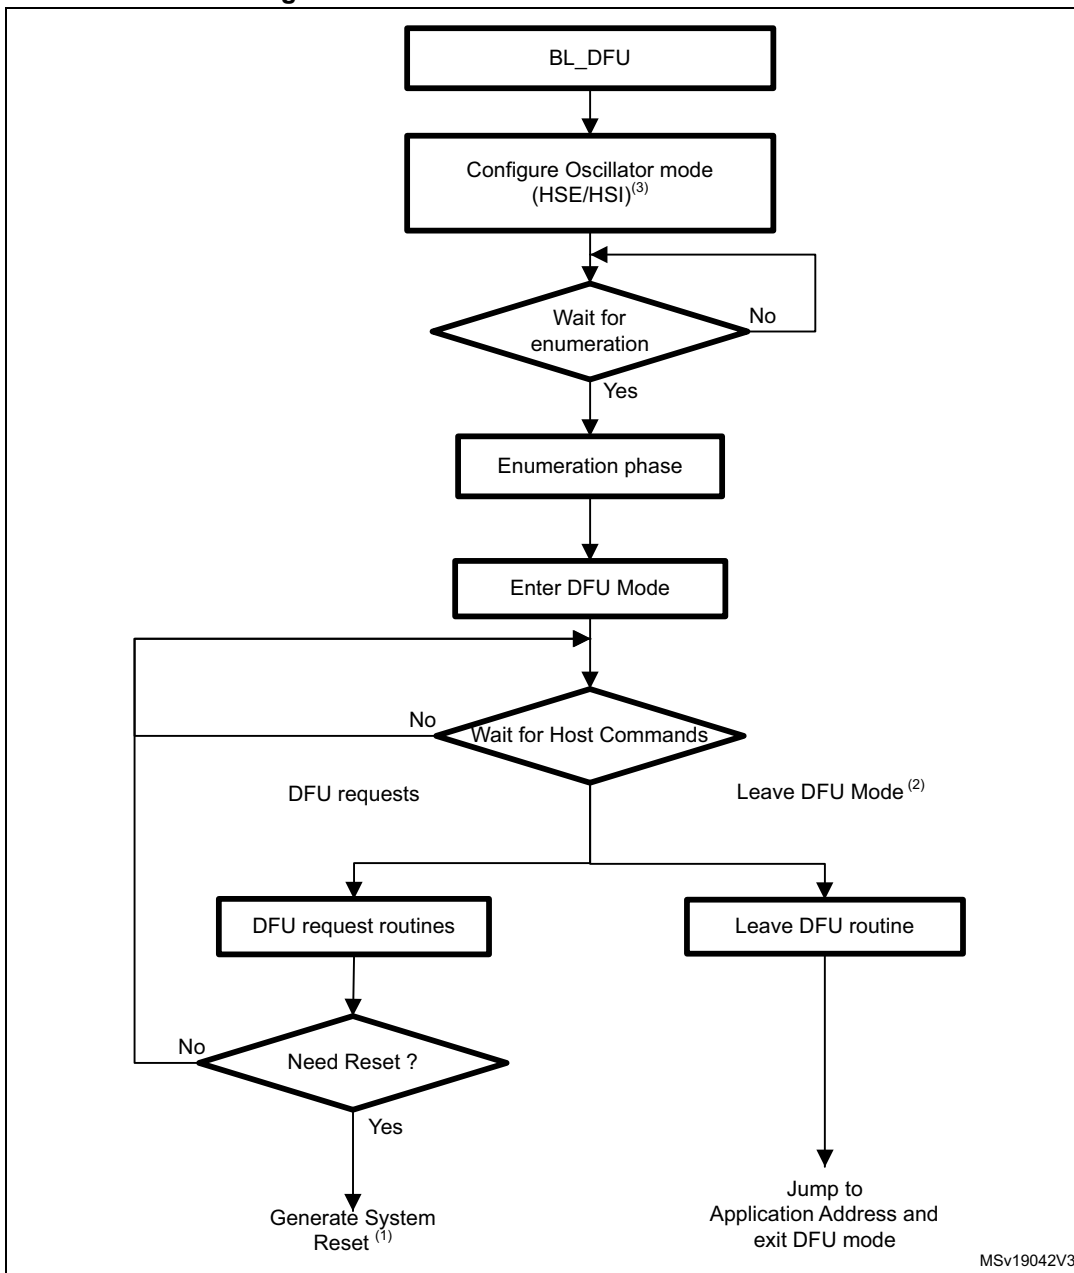 BL_DFU
Configure Oscillator mode
(HSE/HSI)(3)
Wait for
enumeration
No
Yes
Enumeration phase
Enter DFU Mode
No
Wait for Host Commands
DFU requests
Leave DFU Mode (2)
DFU request routines
Leave DFU routine
No
Need Reset ?
Yes
Generate System
Reset (1)
Jump to
Application Address and
exit DFU mode
MSv19042V3